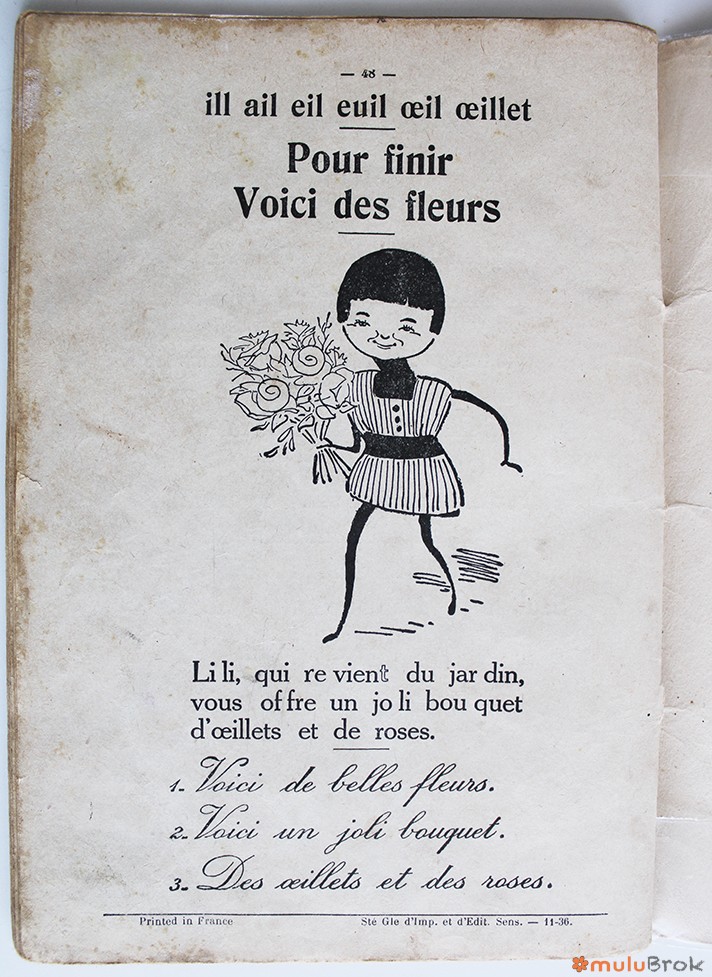 — 48 —
ill ail eil euil œil œillet
Pour finir
Voici des fleurs
Li li, qui re vient du jar din,
vous of fre un jo li bou quet
d'œillets et de roses.
1-Voici de belles fleurs.
2-Voici un joli bouquet.
3-Des œillets et des roses.
Printed in France Sté Gle d'Imp. et d'Edit. Sens. — 11-36.
muluBrok